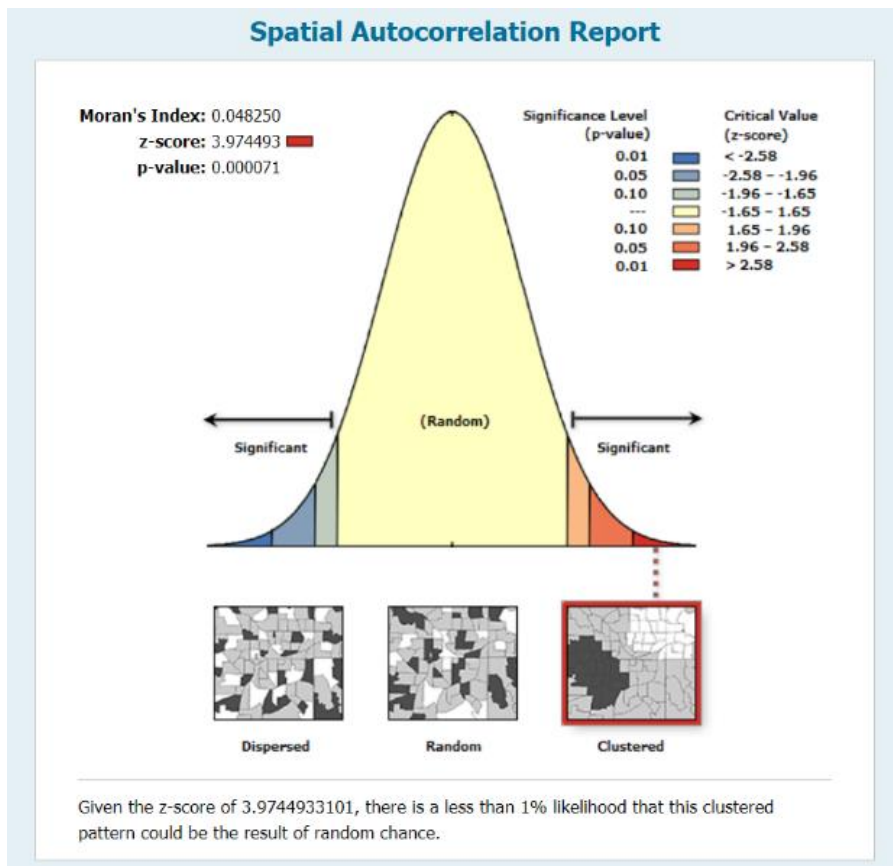 Spatial Autocorrelation Report
Moran's Index: 0.048250
z-score: 3.974493
p-value: 0.000071
Significance Level
(p-value)
Critical Value
(z-score)
0.01 < -2.58
0.05 -2.58 – -1.96
0.10 -1.96 – -1.65
--- -1.65 – 1.65
0.10 1.65 – 1.96
0.05 1.96 – 2.58
0.01 > 2.58
(Random)
Significant
Significant
Dispersed
Random
Clustered
Given the z-score of 3.9744933101, there is a less than 1% likelihood that this clustered
pattern could be the result of random chance.